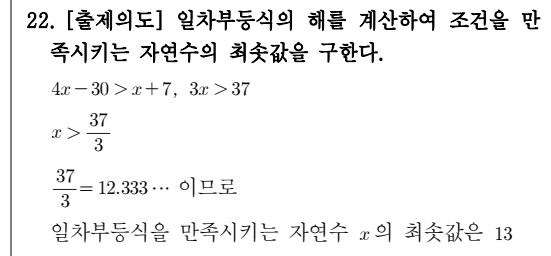 22. [출제의도] 일차부등식의 해를 계산하여 조건을 만
족시키는 자연수의 최솟값을 구한다.
4x－30＞x＋7, 3x＞37
x＞37/3
37/3＝12.333⋯ 이므로
일차부등식을 만족시키는 자연수 x의 최솟값은 13